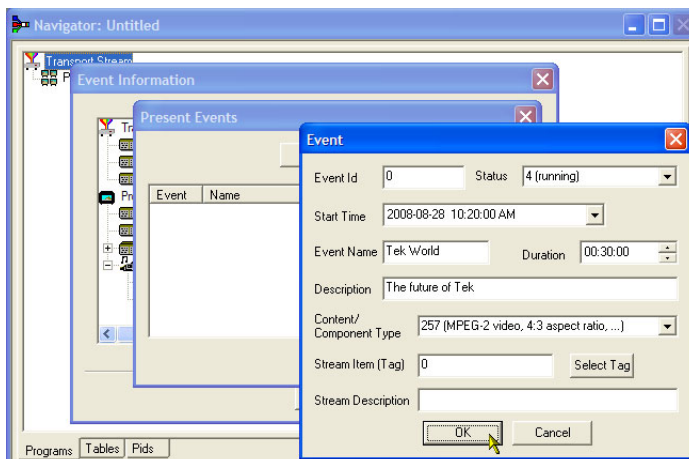 Navigator: Untitled
Transport Stream
P
Event Information
Tr
Pr
Present Events
Event Name
Event
Event Id 0 Status 4 (running)
Start Time 2008-08-28 10:20:00 AM
Event Name Tek World Duration 00:30:00
Description The future of Tek
Content/
Component Type 257 (MPEG-2 video, 4:3 aspect ratio, ...)
Stream Item (Tag) 0 Select Tag
Stream Description
OK Cancel
Programs Tables Pids